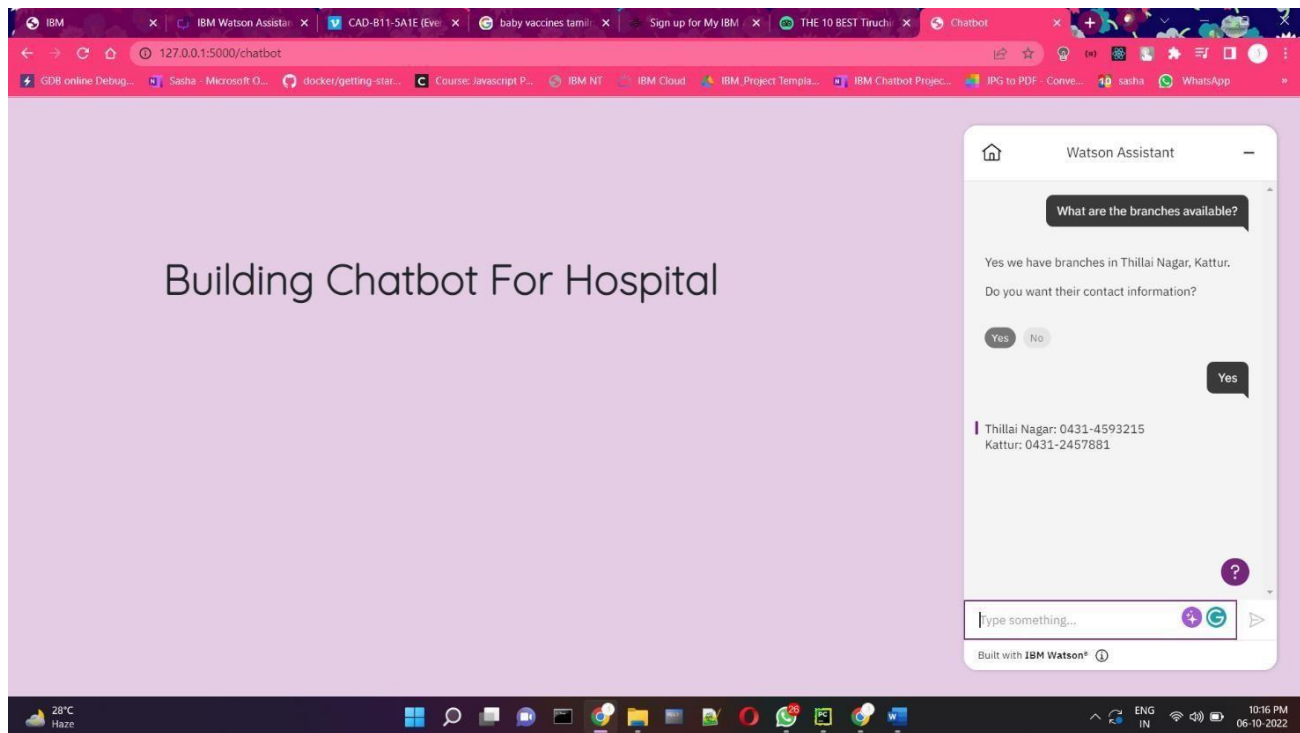 IBM
IBM Watson Assistan
CAD-B11-5A1E (Eve
baby vaccines tamiln
Sign up for My IBM
THE 10 BEST Tiruchi
Chatbot
127.0.0.1:5000/chatbot
GDB online Debug...
Sasha - Microsoft O...
docker/getting-star...
Course: Javascript P...
IBM NT
IBM Cloud
IBM_Project Templa...
IBM Chatbot Projec...
JPG to PDF - Conve...
sasha
WhatsApp
»
Watson Assistant
What are the branches available?
Yes we have branches in Thillai Nagar, Kattur.
Do you want their contact information?
Yes No
Yes
Thillai Nagar: 0431-4593215
Kattur: 0431-2457881
?
Building Chatbot For Hospital
Type something...
Built with IBM Watson®
28°C
Haze
26
ENG
IN
10:16 PM
06-10-2022